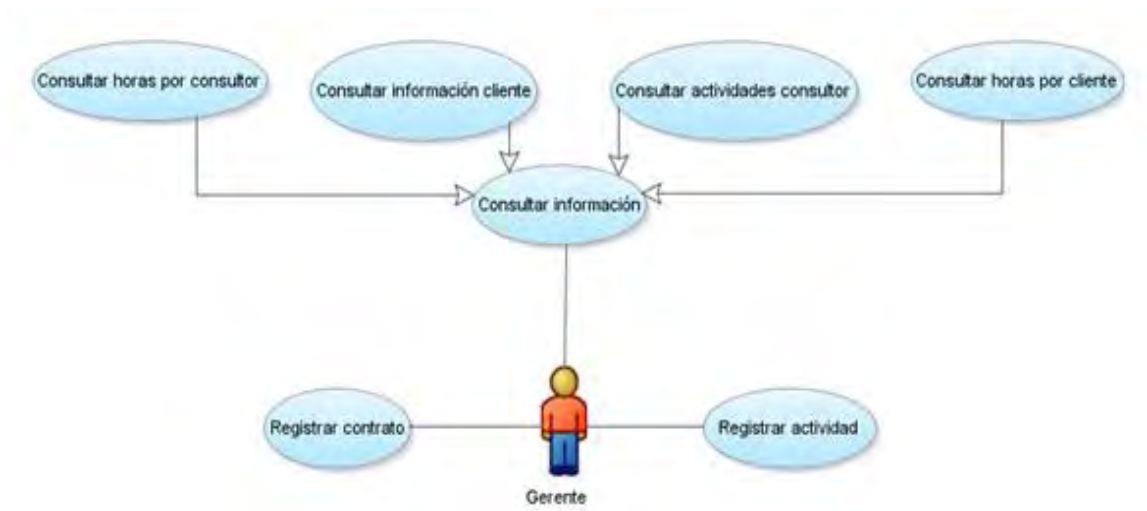 Consultar horas por consultor
Consultar información cliente
Consultar actividades consultor
Consultar horas por cliente
Consultar información
Registrar contrato
Registrar actividad
Gerente